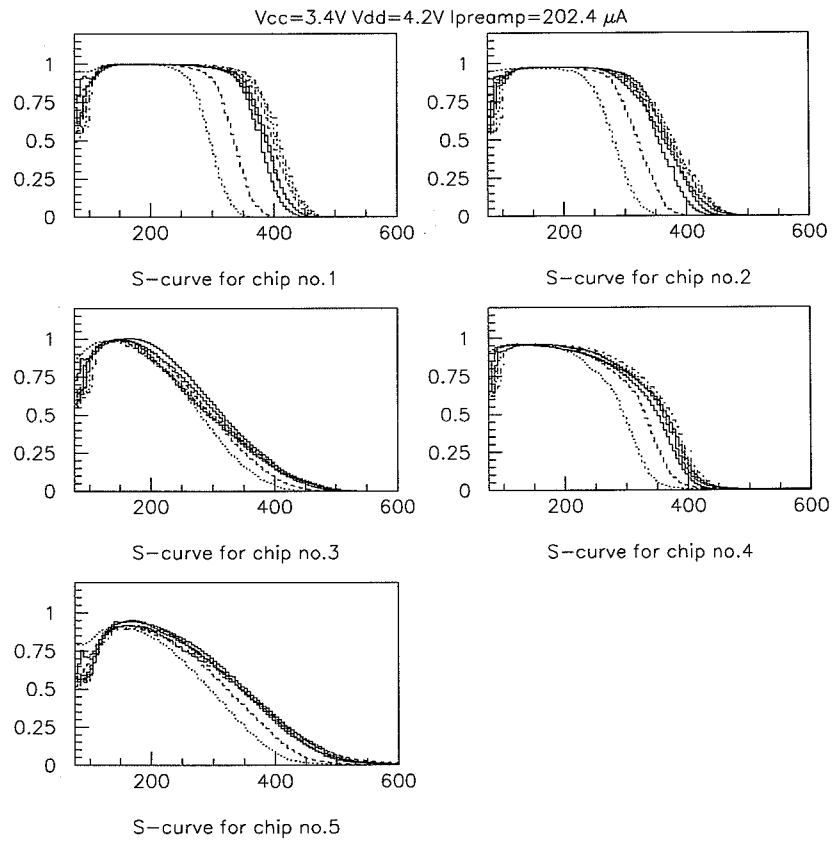 Vcc=3.4V Vdd=4.2V Ipreamp=202.4 μA
1
0.75
0.5
0.25
0
200 400 600
S-curve for chip no.1
1
0.75
0.5
0.25
0
200 400 600
S-curve for chip no.2
1
0.75
0.5
0.25
0
200 400 600
S-curve for chip no.3
1
0.75
0.5
0.25
0
200 400 600
S-curve for chip no.4
1
0.75
0.5
0.25
0
200 400 600
S-curve for chip no.5